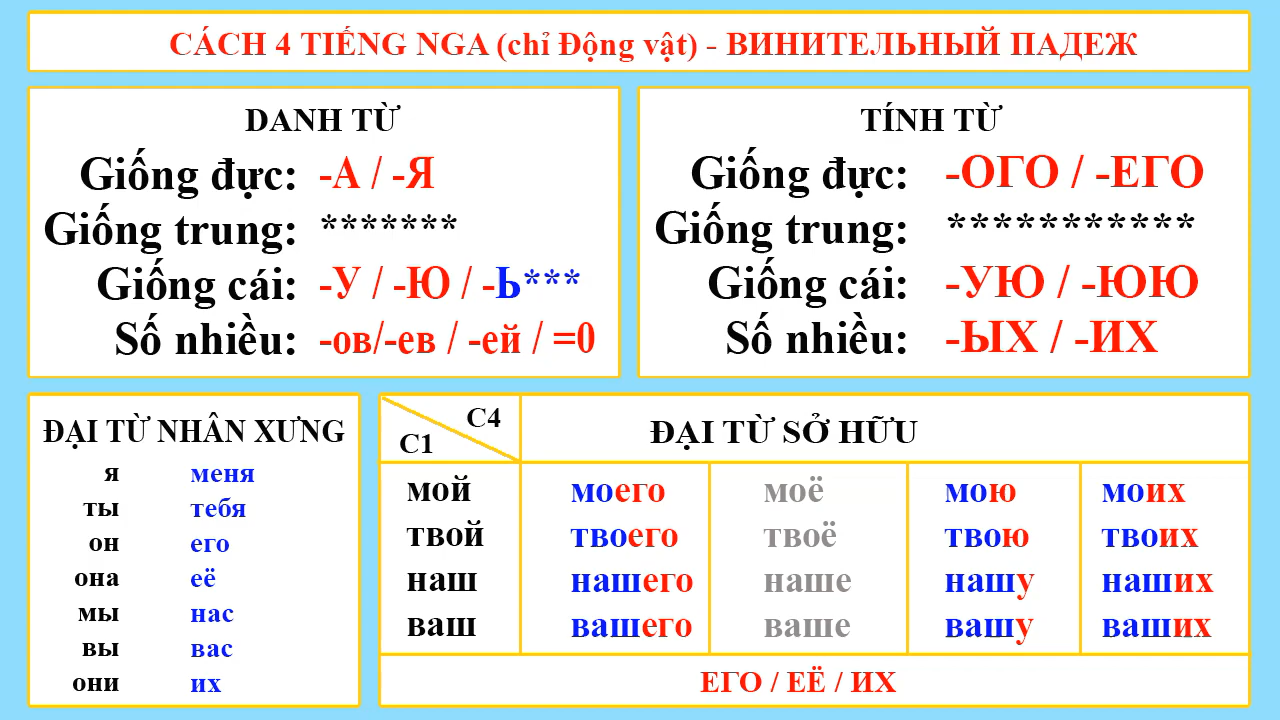 CÁCH 4 TIẾNG NGA (chỉ Động vật) - ВИНИТЕЛЬНЫЙ ПАДЕЖ
DANH TỪ
Giống đực: -А / -Я
Giống trung: *******
Giống cái: -У / -Ю / -Ь***
Số nhiều: -ов/-ев / -ей / =0
TÍNH TỪ
Giống đực: -ОГО / -ЕГО
Giống trung: ***********
Giống cái: -УЮ / -ЮЮ
Số nhiều: -ЫХ / -ИХ
ĐẠI TỪ NHÂN XƯNG
я меня
ты тебя
он его
она её
мы нас
вы вас
они их
C4
C1
ĐẠI TỪ SỞ HỮU
мой моего моё мою моих
твой твоего твоё твою твоих
наш нашего наше нашу наших
ваш вашего ваше вашу ваших
ЕГО / ЕЁ / ИХ